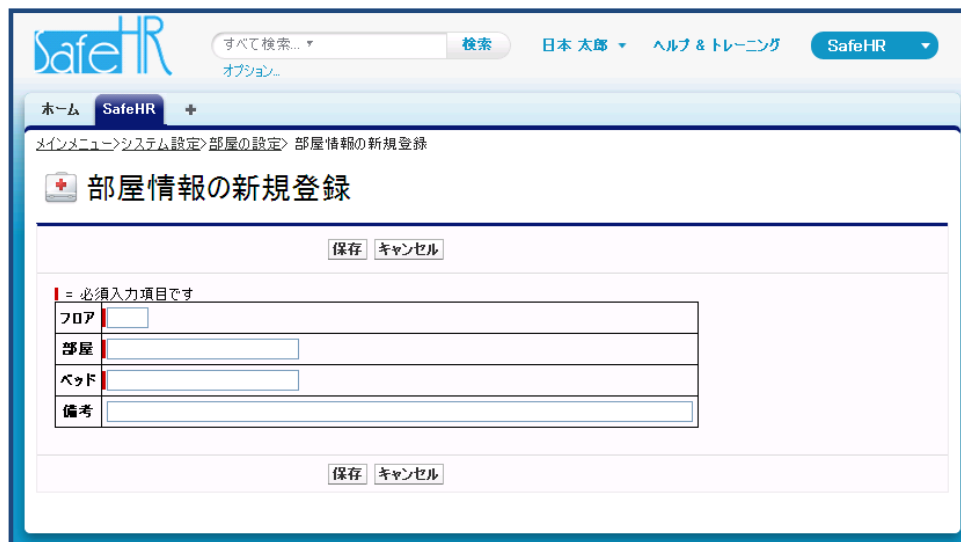 SafeHR
すべて検索... ▼ 検索 日本 太郎 ▼ ヘルプ & トレーニング SafeHR ▼
オプション...
ホーム SafeHR +
メインメニュー>システム設定>部屋の設定> 部屋情報の新規登録
部屋情報の新規登録
保存 キャンセル
= 必須入力項目です
フロア
部屋
ベッド
備考
保存 キャンセル